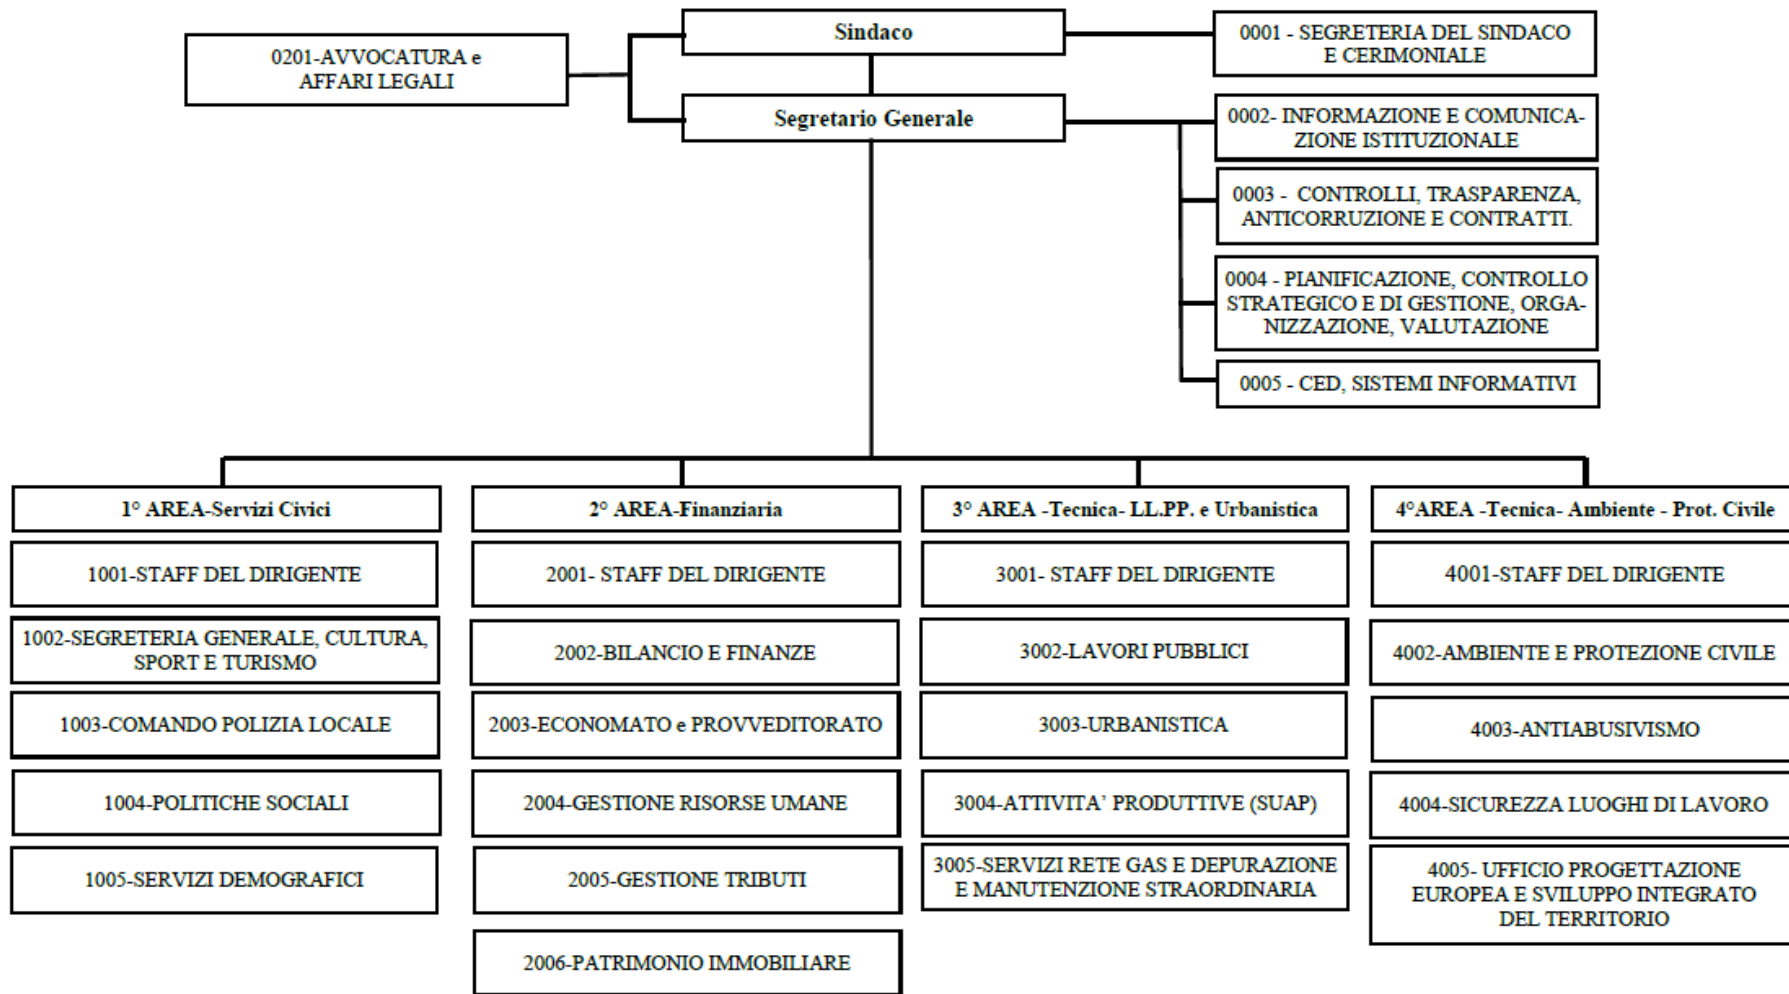 Sindaco
0001 - SEGRETERIA DEL SINDACO
E CERIMONIALE
0201-AVVOCATURA e
AFFARI LEGALI
Segretario Generale
0002- INFORMAZIONE E COMUNICA-
ZIONE ISTITUZIONALE
0003 - CONTROLLI, TRASPARENZA,
ANTICORRUZIONE E CONTRATTI.
0004 - PIANIFICAZIONE, CONTROLLO
STRATEGICO E DI GESTIONE, ORGA-
NIZZAZIONE, VALUTAZIONE
0005 - CED, SISTEMI INFORMATIVI
1° AREA-Servizi Civici
1001-STAFF DEL DIRIGENTE
1002-SEGRETERIA GENERALE, CULTURA,
SPORT E TURISMO
1003-COMANDO POLIZIA LOCALE
1004-POLITICHE SOCIALI
1005-SERVIZI DEMOGRAFICI
2° AREA-Finanziaria
2001- STAFF DEL DIRIGENTE
2002-BILANCIO E FINANZE
2003-ECONOMATO e PROVVEDITORATO
2004-GESTIONE RISORSE UMANE
2005-GESTIONE TRIBUTI
2006-PATRIMONIO IMMOBILIARE
3° AREA -Tecnica- LL.PP. e Urbanistica
3001- STAFF DEL DIRIGENTE
3002-LAVORI PUBBLICI
3003-URBANISTICA
3004-ATTIVITA’ PRODUTTIVE (SUAP)
3005-SERVIZI RETE GAS E DEPURAZIONE
E MANUTENZIONE STRAORDINARIA
4°AREA -Tecnica- Ambiente - Prot. Civile
4001-STAFF DEL DIRIGENTE
4002-AMBIENTE E PROTEZIONE CIVILE
4003-ANTIABUSIVISMO
4004-SICUREZZA LUOGHI DI LAVORO
4005- UFFICIO PROGETTAZIONE
EUROPEA E SVILUPPO INTEGRATO
DEL TERRITORIO